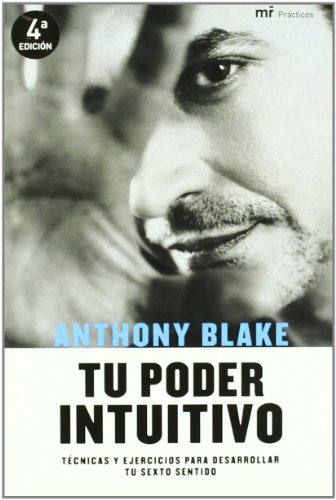 4ª
EDICIÓN
mr Prácticos
ANTHONY BLAKE
TU PODER
INTUITIVO
TÉCNICAS Y EJERCICIOS PARA DESARROLLAR
TU SEXTO SENTIDO